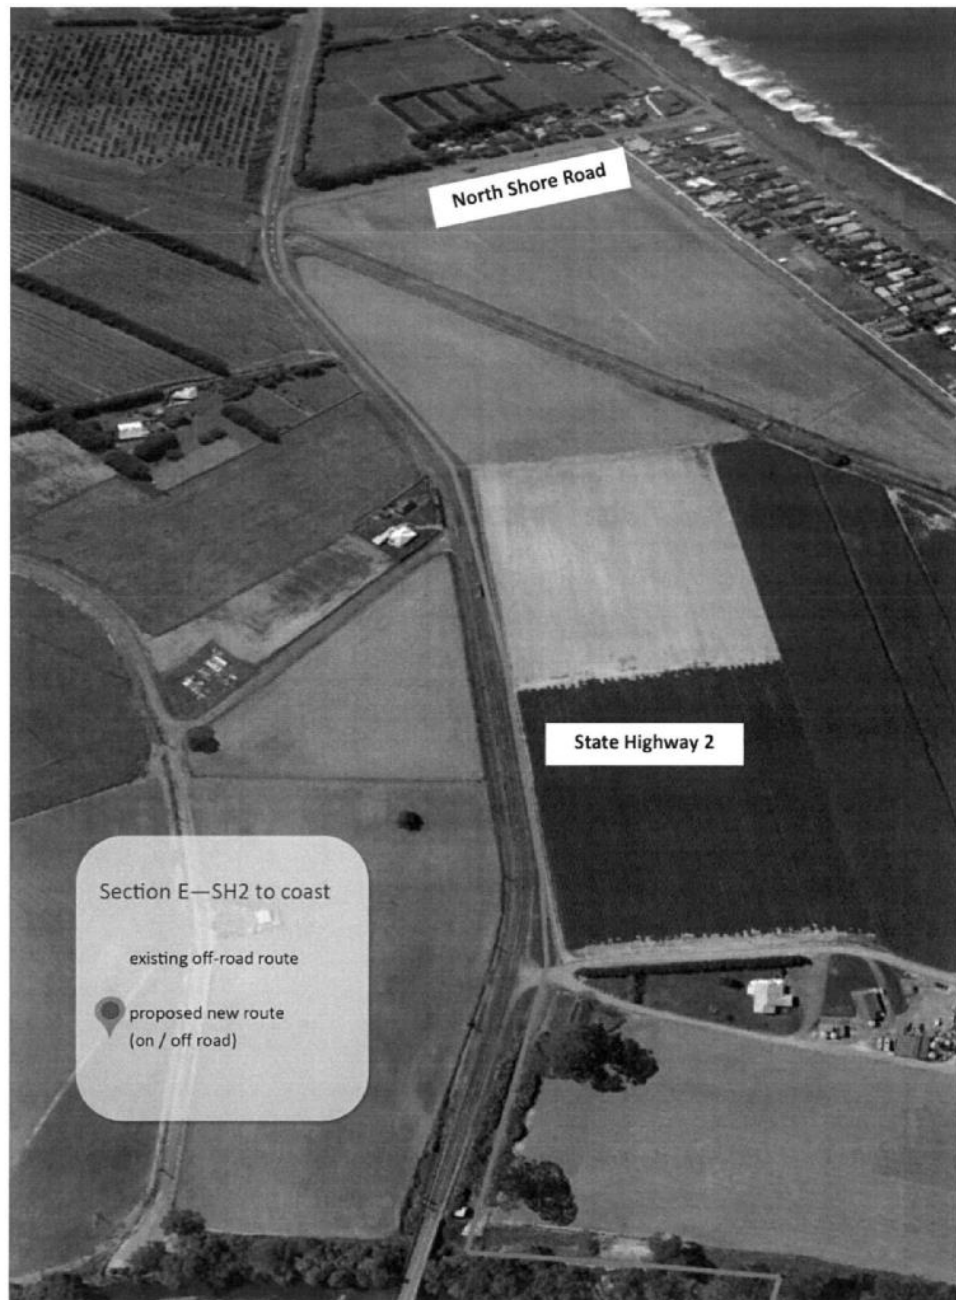 North Shore Road
State Highway 2
Section E—SH2 to coast
existing off-road route
proposed new route
(on / off road)